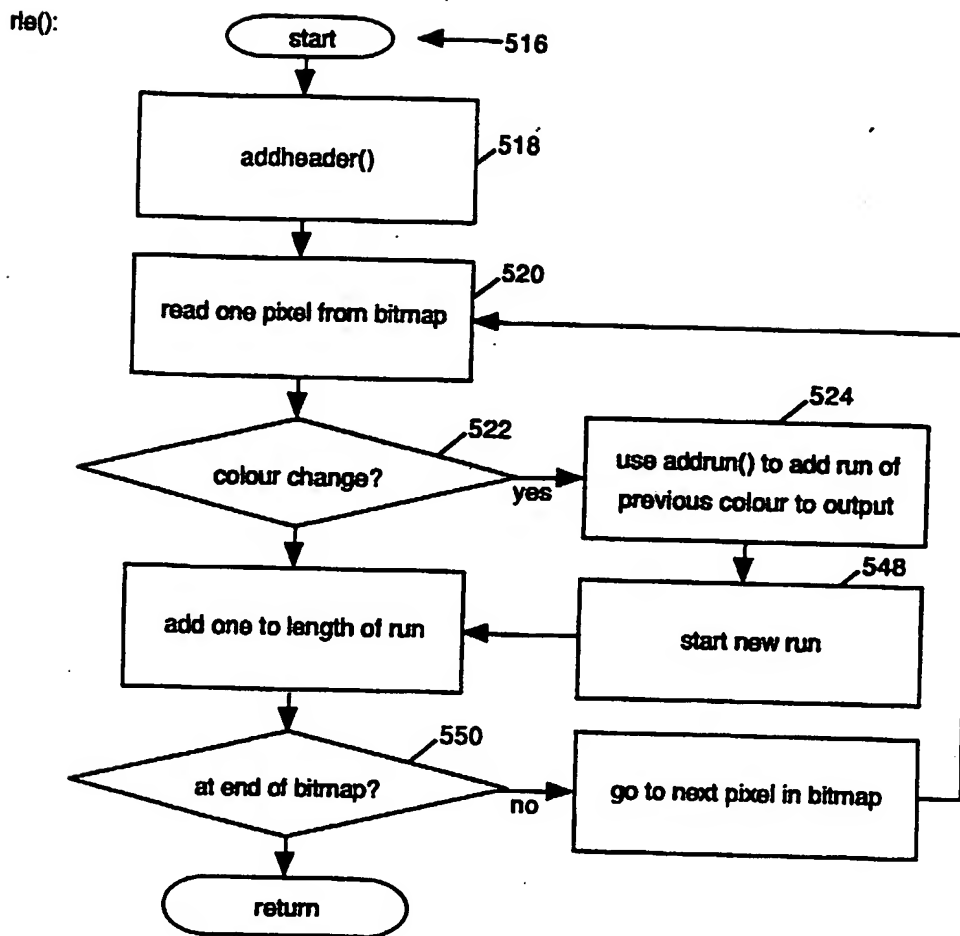 rle():
start
516
addheader()
518
520
read one pixel from bitmap
524
522
colour change?
yes
use addrun() to add run of
previous colour to output
548
add one to length of run
start new run
550
at end of bitmap?
no
go to next pixel in bitmap
return